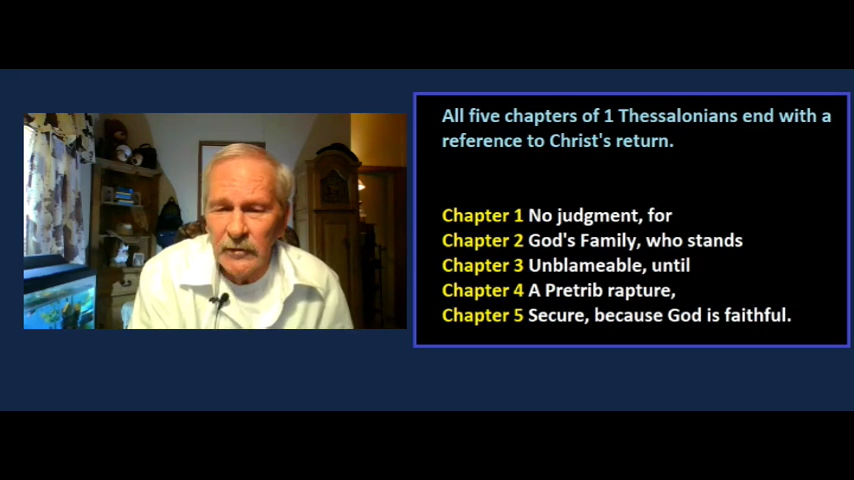 All five chapters of 1 Thessalonians end with a
reference to Christ's return.
Chapter 1 No judgment, for
Chapter 2 God's Family, who stands
Chapter 3 Unblameable, until
Chapter 4 A Pretrib rapture,
Chapter 5 Secure, because God is faithful.